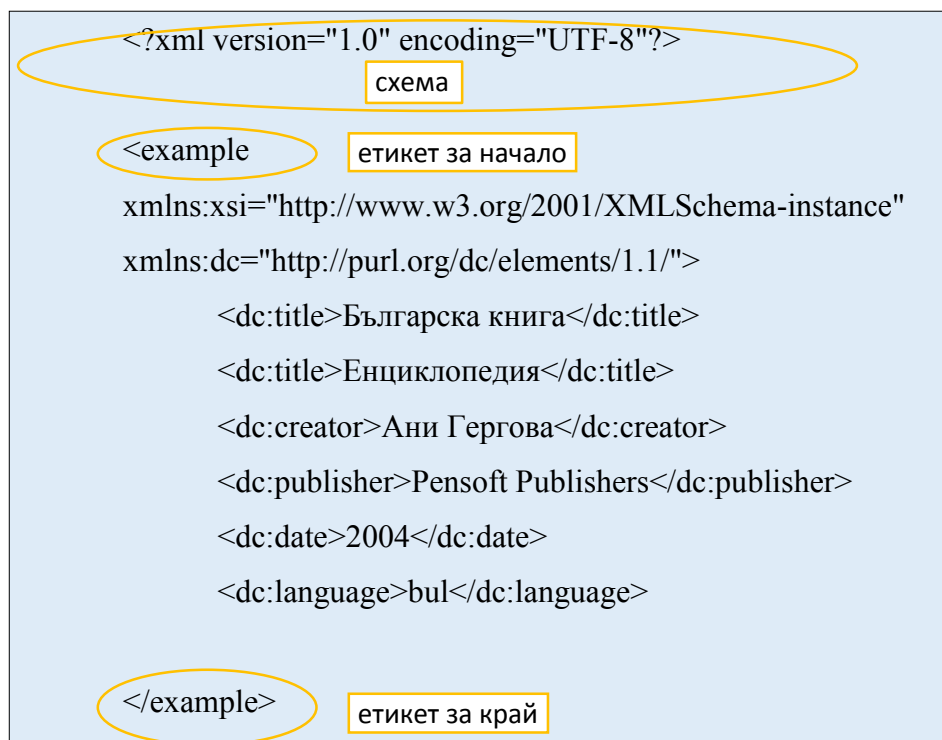 <?xml version="1.0" encoding="UTF-8"?>
схема
<example
етикет за начало
xmlns:xsi="http://www.w3.org/2001/XMLSchema-instance"
xmlns:dc="http://purl.org/dc/elements/1.1/">
<dc:title>Българска книга</dc:title>
<dc:title>Енциклопедия</dc:title>
<dc:creator>Ани Гергова</dc:creator>
<dc:publisher>Pensoft Publishers</dc:publisher>
<dc:date>2004</dc:date>
<dc:language>bul</dc:language>
</example>
етикет за край